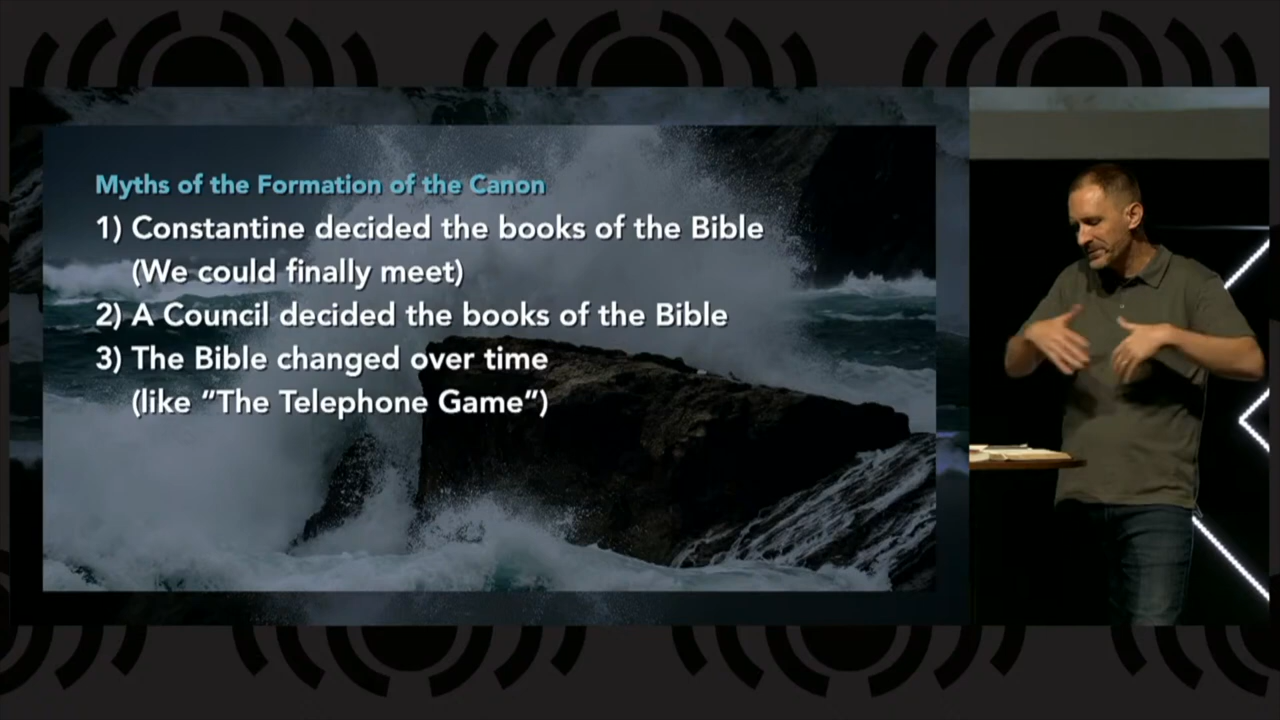 Myths of the Formation of the Canon
1) Constantine decided the books of the Bible
(We could finally meet)
2) A Council decided the books of the Bible
3) The Bible changed over time
(like ”The Telephone Game”)